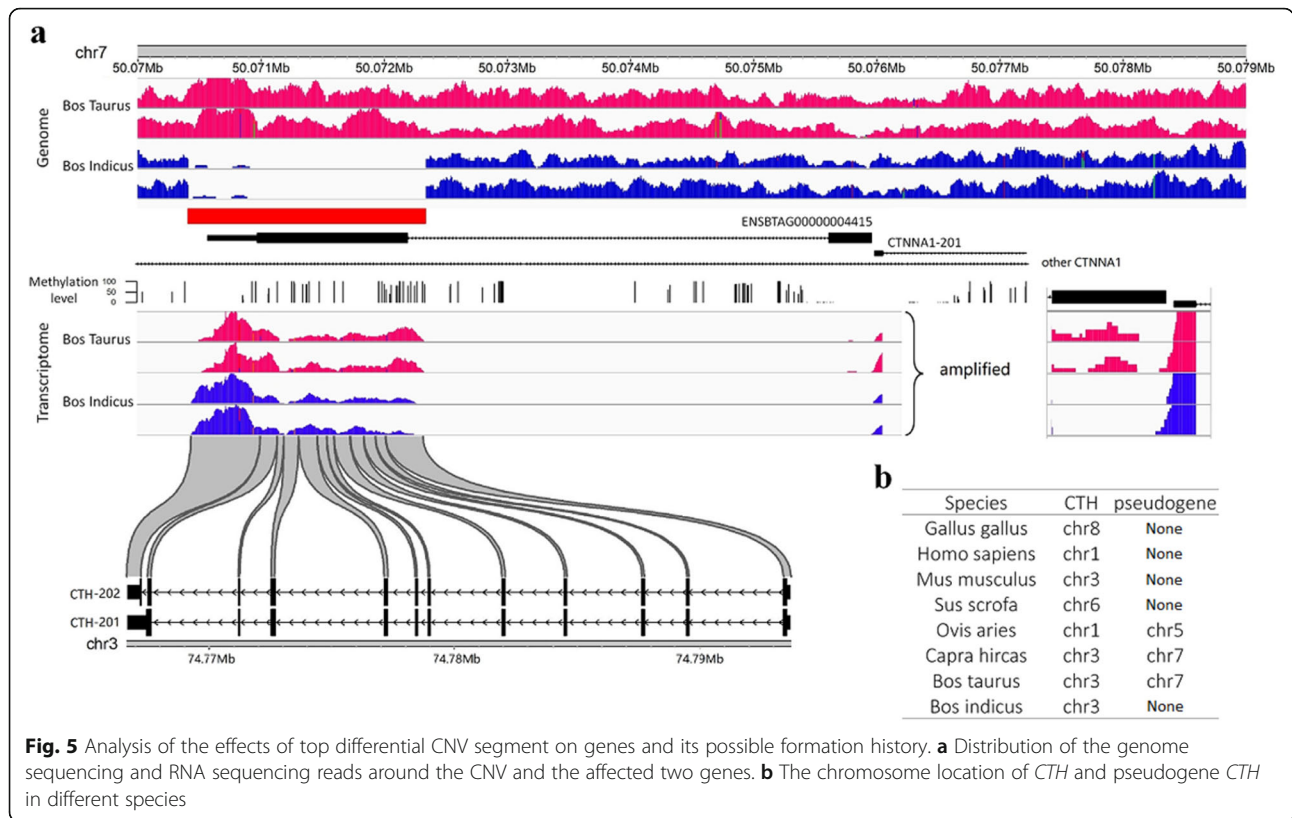 a
chr7
50.07Mb 50.071Mb 50.072Mb 50.073Mb 50.074Mb 50.075Mb 50.076Mb 50.077Mb 50.078Mb 50.079Mb
Genome
Bos Taurus
Bos Indicus
ENSBTAG00000004415
CTNNA1-201
other CTNNA1
Methylation level
100
50
0
Transcriptome
Bos Taurus
Bos Indicus
amplified
CTH-202
CTH-201
chr3
74.77Mb 74.78Mb 74.79Mb
b
Species CTH pseudogene
Gallus gallus chr8 None
Homo sapiens chr1 None
Mus musculus chr3 None
Sus scrofa chr6 None
Ovis aries chr1 chr5
Capra hircas chr3 chr7
Bos taurus chr3 chr7
Bos indicus chr3 None
Fig. 5 Analysis of the effects of top differential CNV segment on genes and its possible formation history. a Distribution of the genome
sequencing and RNA sequencing reads around the CNV and the affected two genes. b The chromosome location of CTH and pseudogene CTH
in different species